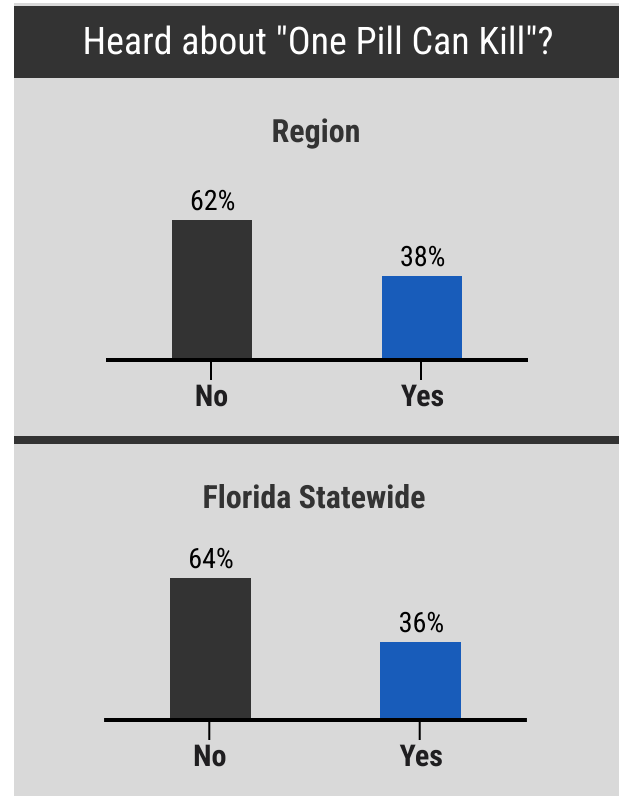 Heard about "One Pill Can Kill"?
Region
62%
38%
No
Yes
Florida Statewide
64%
36%
No
Yes